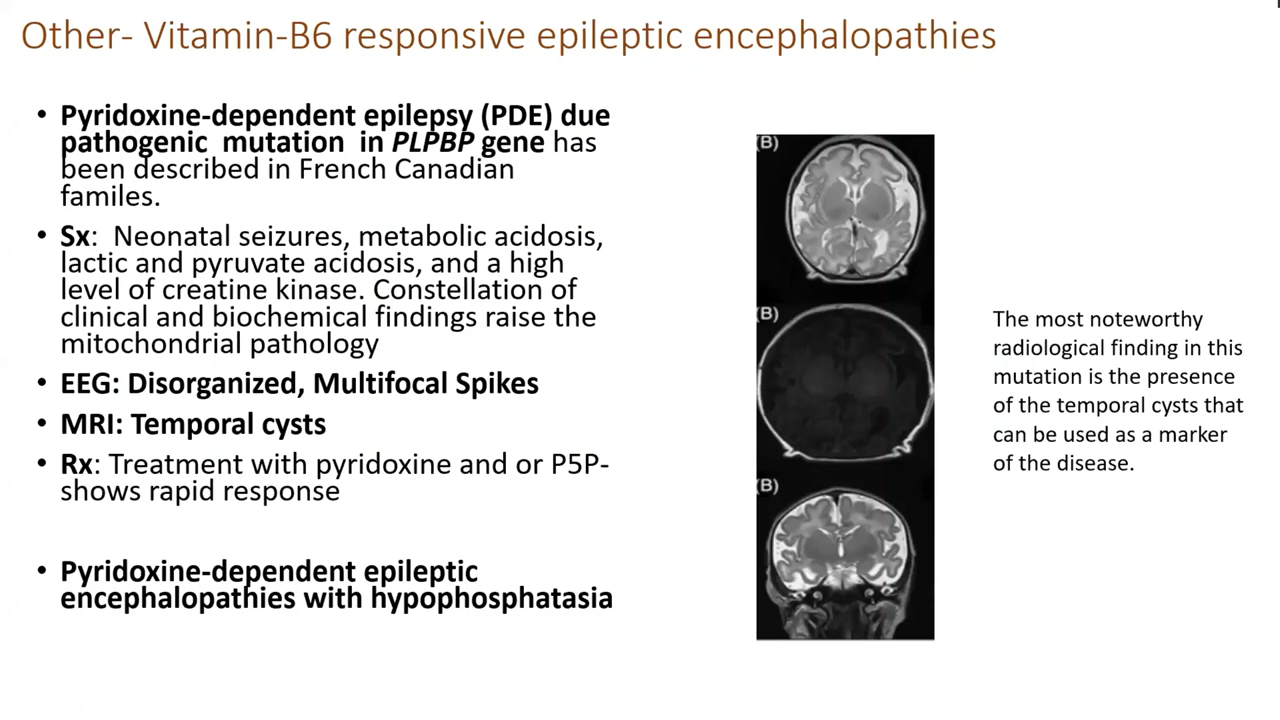 Other- Vitamin-B6 responsive epileptic encephalopathies
• Pyridoxine-dependent epilepsy (PDE) due
pathogenic mutation in PLPBP gene has
been described in French Canadian
familes.
• Sx: Neonatal seizures, metabolic acidosis,
lactic and pyruvate acidosis, and a high
level of creatine kinase. Constellation of
clinical and biochemical findings raise the
mitochondrial pathology
• EEG: Disorganized, Multifocal Spikes
• MRI: Temporal cysts
• Rx: Treatment with pyridoxine and or P5P-
shows rapid response
• Pyridoxine-dependent epileptic
encephalopathies with hypophosphatasia
(B)
(B)
(B)
The most noteworthy
radiological finding in this
mutation is the presence
of the temporal cysts that
can be used as a marker
of the disease.